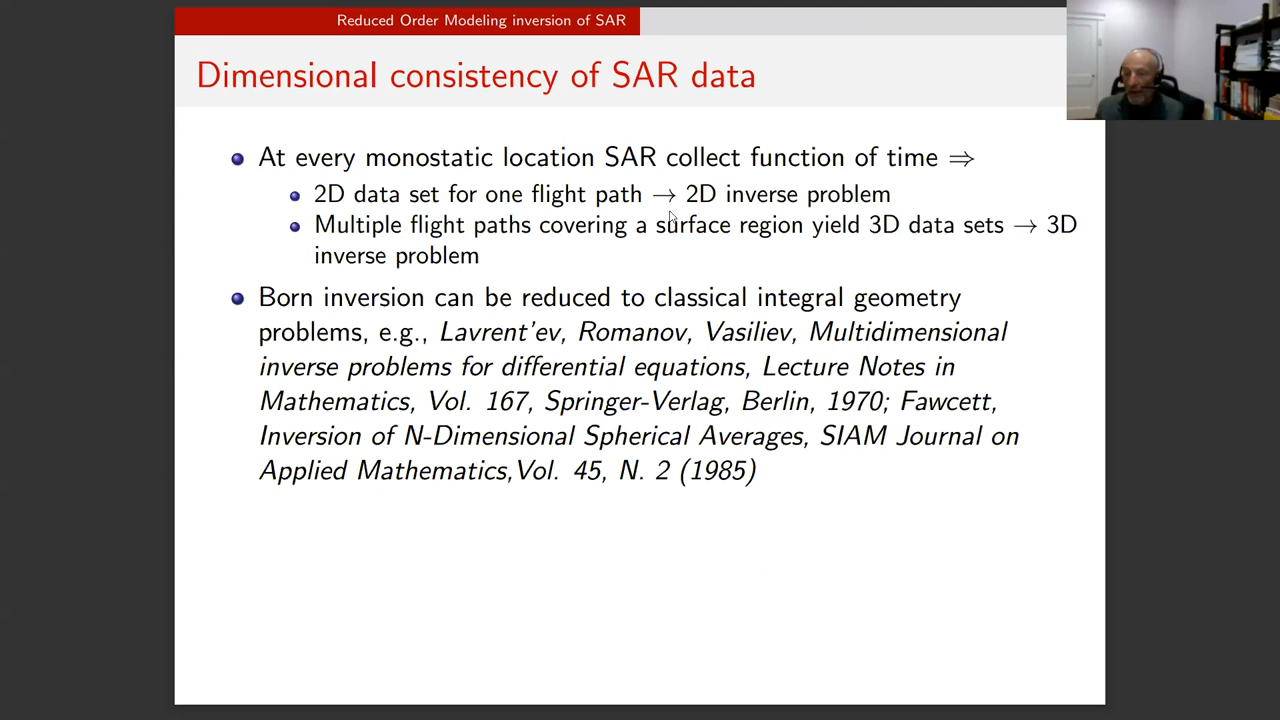 Reduced Order Modeling inversion of SAR
Dimensional consistency of SAR data
At every monostatic location SAR collect function of time ⇒
2D data set for one flight path → 2D inverse problem
Multiple flight paths covering a surface region yield 3D data sets → 3D
inverse problem
Born inversion can be reduced to classical integral geometry
problems, e.g., Lavrent'ev, Romanov, Vasiliev, Multidimensional
inverse problems for differential equations, Lecture Notes in
Mathematics, Vol. 167, Springer-Verlag, Berlin, 1970; Fawcett,
Inversion of N-Dimensional Spherical Averages, SIAM Journal on
Applied Mathematics,Vol. 45, N. 2 (1985)